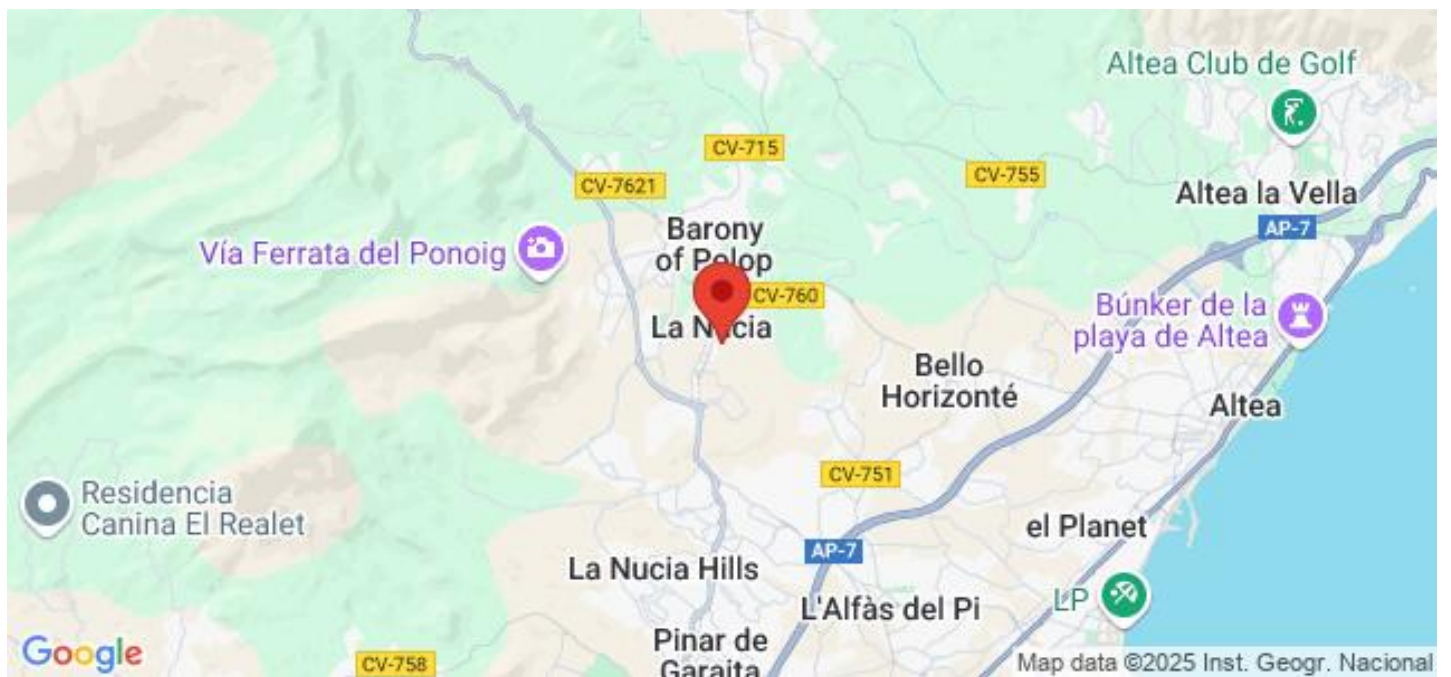 Altea Club de Golf
CV-715
CV-755
CV-7621
Altea la Vella
Barony
of Polop
AP-7
Vía Ferrata del Ponoig
CV-760
Búnker de la
playa de Altea
La Nucia
Bello
Horizonté
Altea
CV-751
Residencia
Canina El Realet
el Planet
AP-7
La Nucia Hills
L'Alfàs del Pi
LP
Pinar de
Garaita
CV-758
Google
Map data ©2025 Inst. Geogr. Nacional